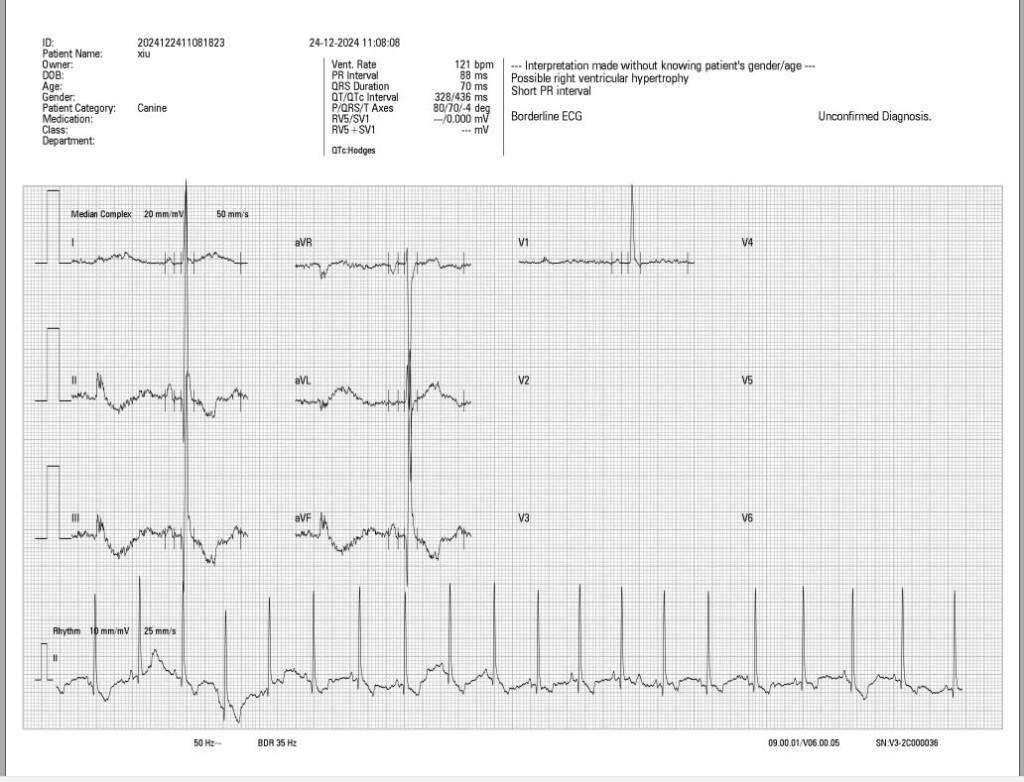 ID: 2024122411081823 24-12-2024 11:08:08
Patient Name: xiu
Owner:
DOB:
Age:
Gender:
Patient Category: Canine
Medication:
Class:
Department:
Vent. Rate 121 bpm
PR Interval 88 ms
QRS Duration 70 ms
QT/QTc Interval 328/436 ms
P/QRS/T Axes 80/70/-4 deg
RV5/SV1 ---/0.000 mV
RV5+SV1 --- mV
QTc:Hodges
--- Interpretation made without knowing patient's gender/age ---
Possible right ventricular hypertrophy
Short PR interval
Borderline ECG Unconfirmed Diagnosis.
Median Complex 20 mm/mV 50 mm/s
I aVR V1 V4
II aVL V2 V5
III aVF V3 V6
Rhythm 10 mm/mV 25 mm/s
II
50 Hz~ BDR 35 Hz 09.00.01/V06.00.05 SN:V3-2C000036